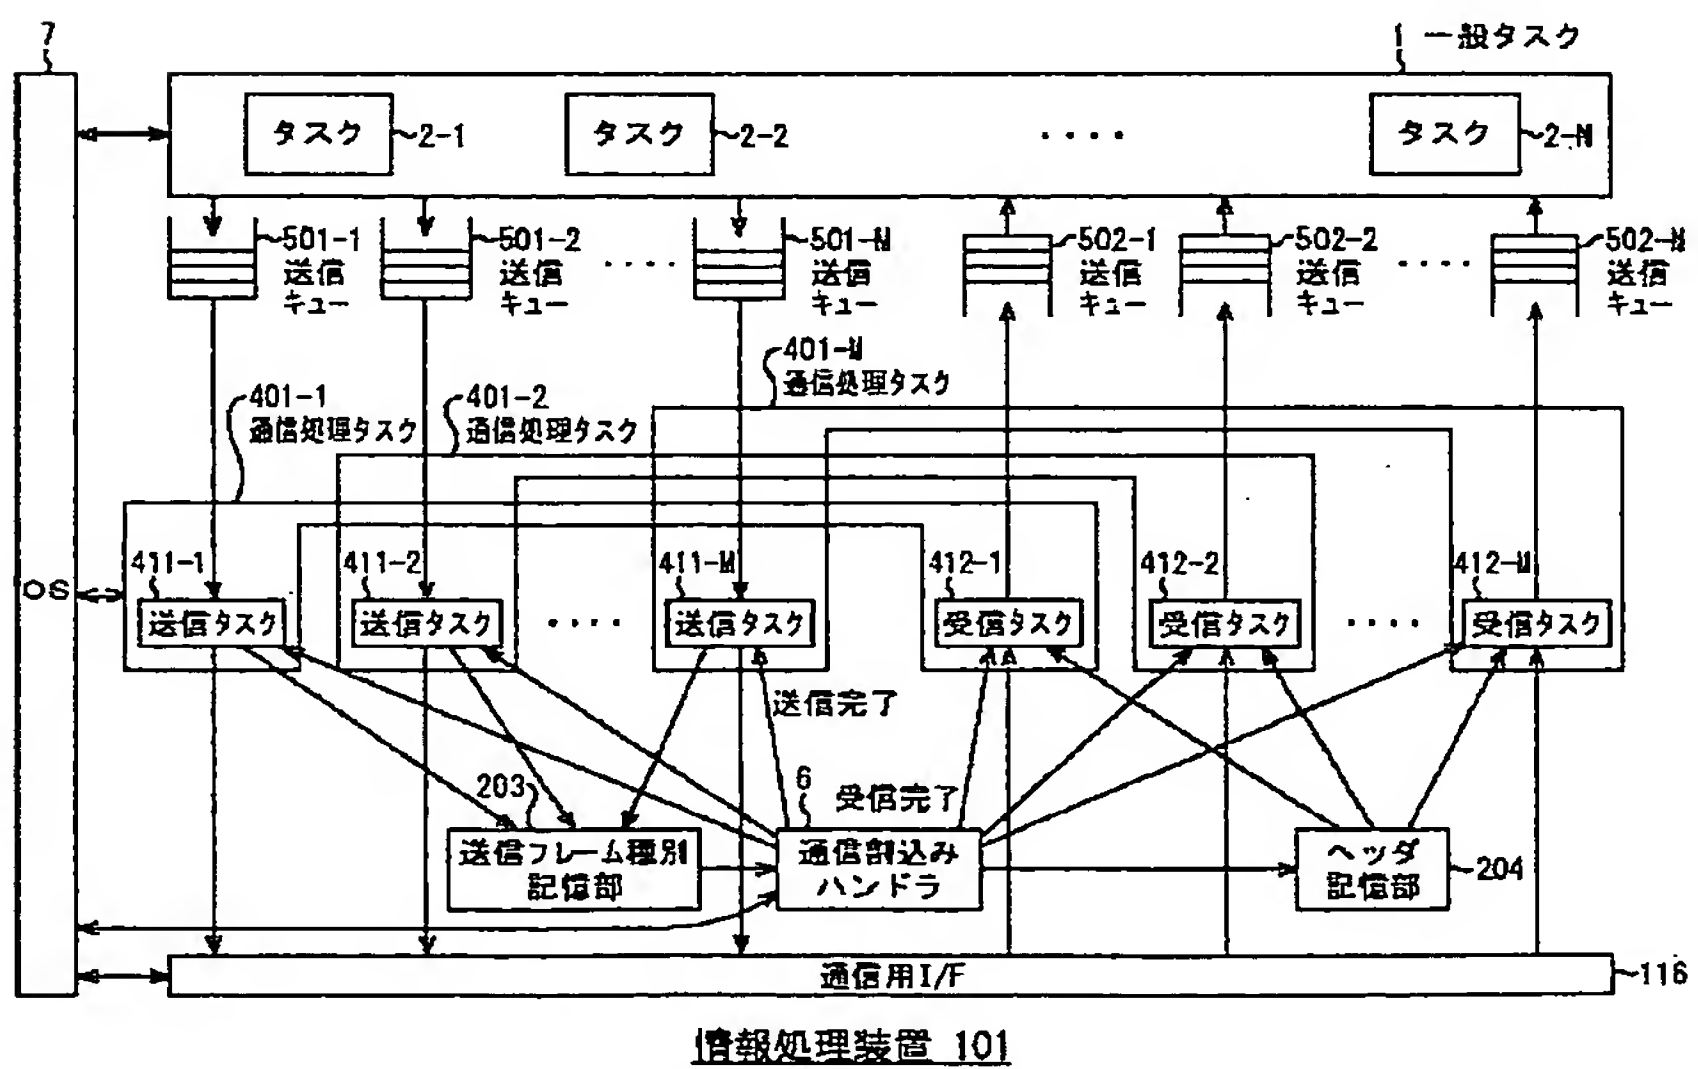 7
1 一般タスク
タスク 2-1
タスク 2-2
‥‥
タスク 2-N
501-1
送信
キュー
501-2
送信
キュー
‥‥
501-M
送信
キュー
502-1
送信
キュー
502-2
送信
キュー
‥‥
502-M
送信
キュー
401-M
通信処理タスク
401-1
通信処理タスク
401-2
通信処理タスク
OS
411-1
送信タスク
411-2
送信タスク
‥‥
411-M
送信タスク
412-1
受信タスク
412-2
受信タスク
‥‥
412-M
受信タスク
送信完了
受信完了
203
送信フレーム種別
記憶部
6
通信割込み
ハンドラ
ヘッダ
記憶部
204
通信用I/F
116
情報処理装置 101